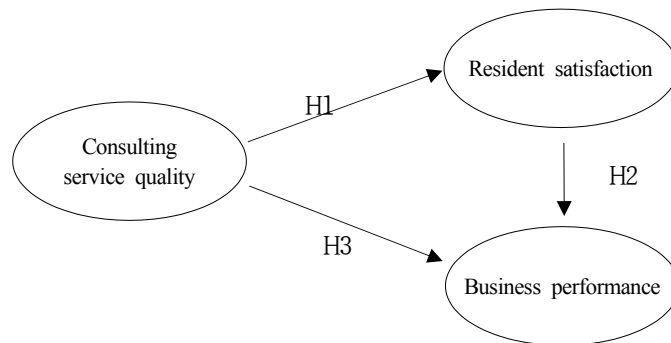 Resident satisfaction
H1
Consulting
service quality
H2
H3
Business performance